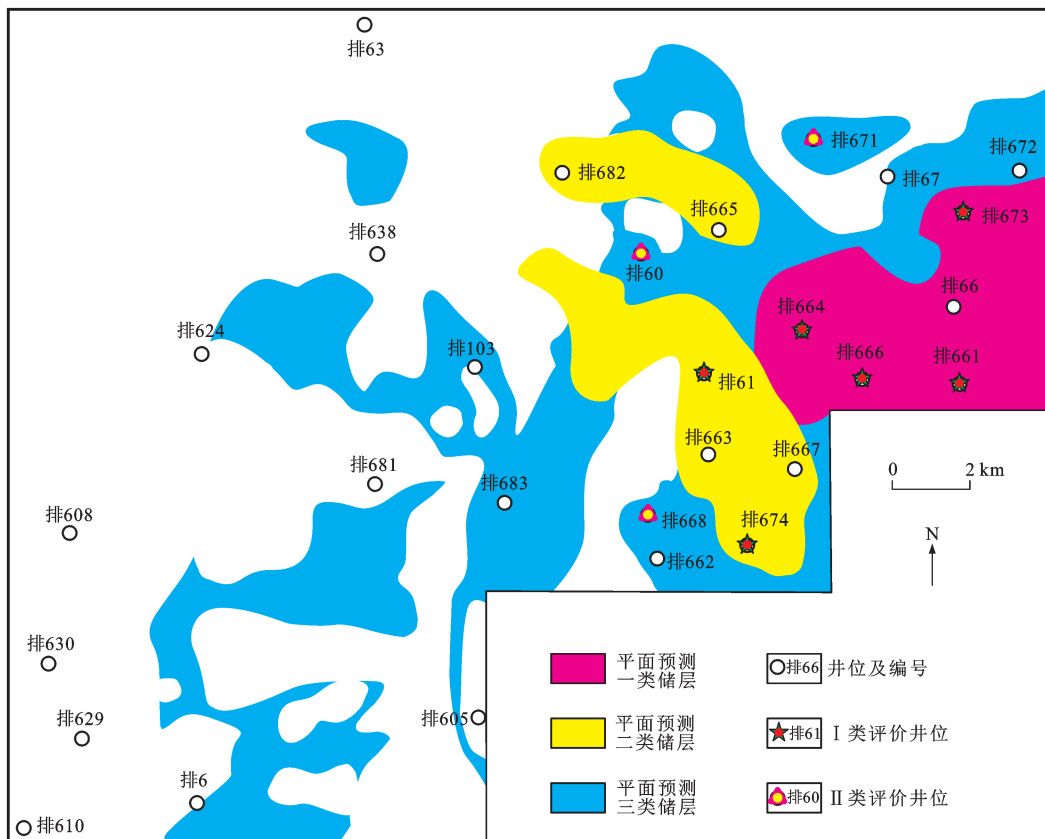 排63
排671
排672
排682
排67
排665
排673
排638
排60
排66
排664
排624
排103
排666
排661
排61
排663
排667
排681
0 2 km
排683
排608
排668
排674
N
排662
排630
平面预测
一类储层
排66 井位及编号
排629
排605
平面预测
二类储层
排61 Ⅰ类评价井位
排6
平面预测
三类储层
排60 Ⅱ类评价井位
排610